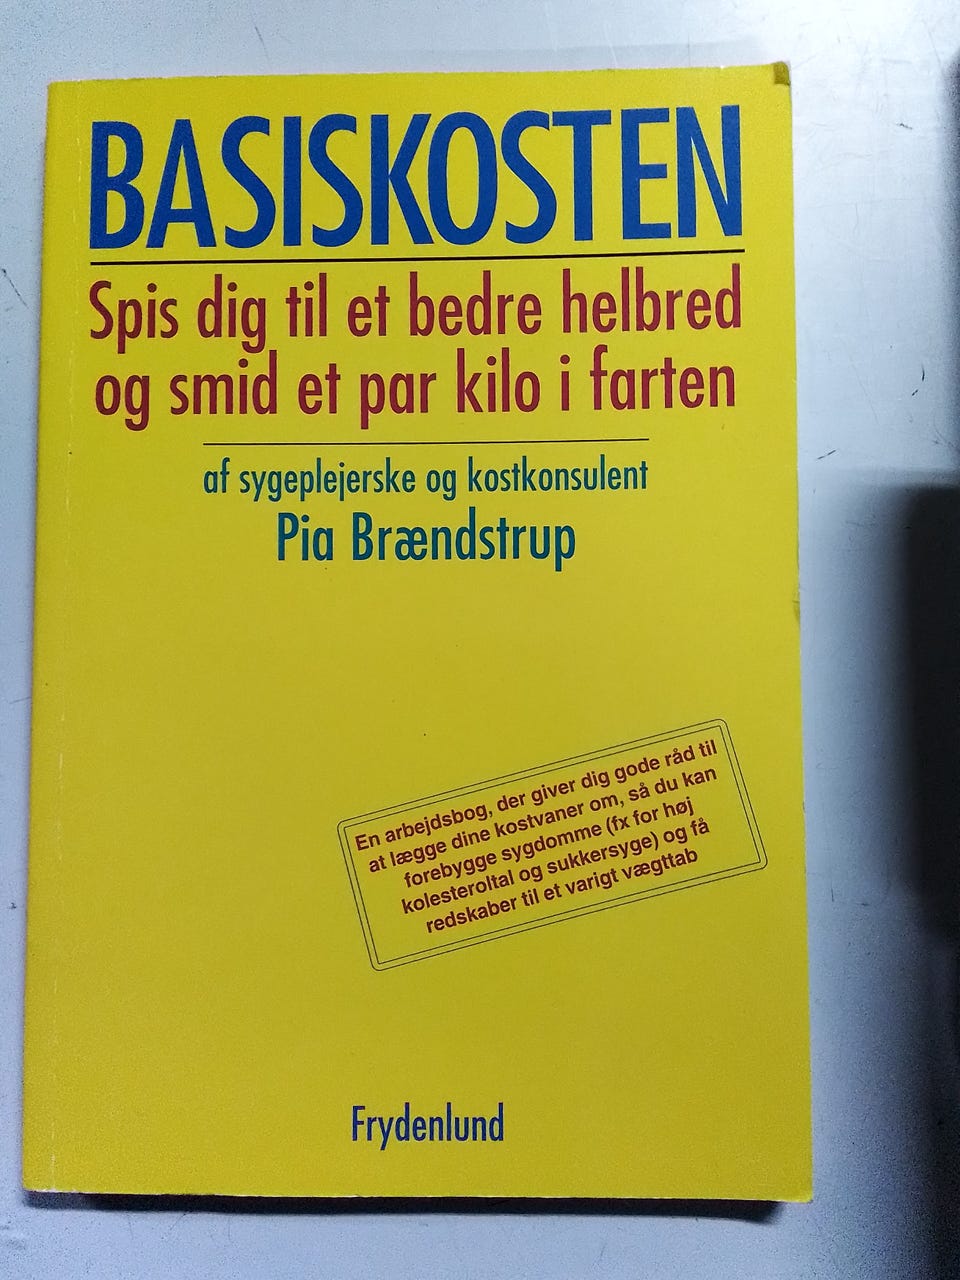 BASISKOSTEN
Spis dig til et bedre helbred
og smid et par kilo i farten
af sygeplejerske og kostkonsulent
Pia Brændstrup
En arbejdsbog, der giver dig gode råd til
at lægge dine kostvaner om, så du kan
forebygge sygdomme (fx for høj
kolesteroltal og sukkersyge) og få
redskaber til et varigt vægttab
Frydenlund